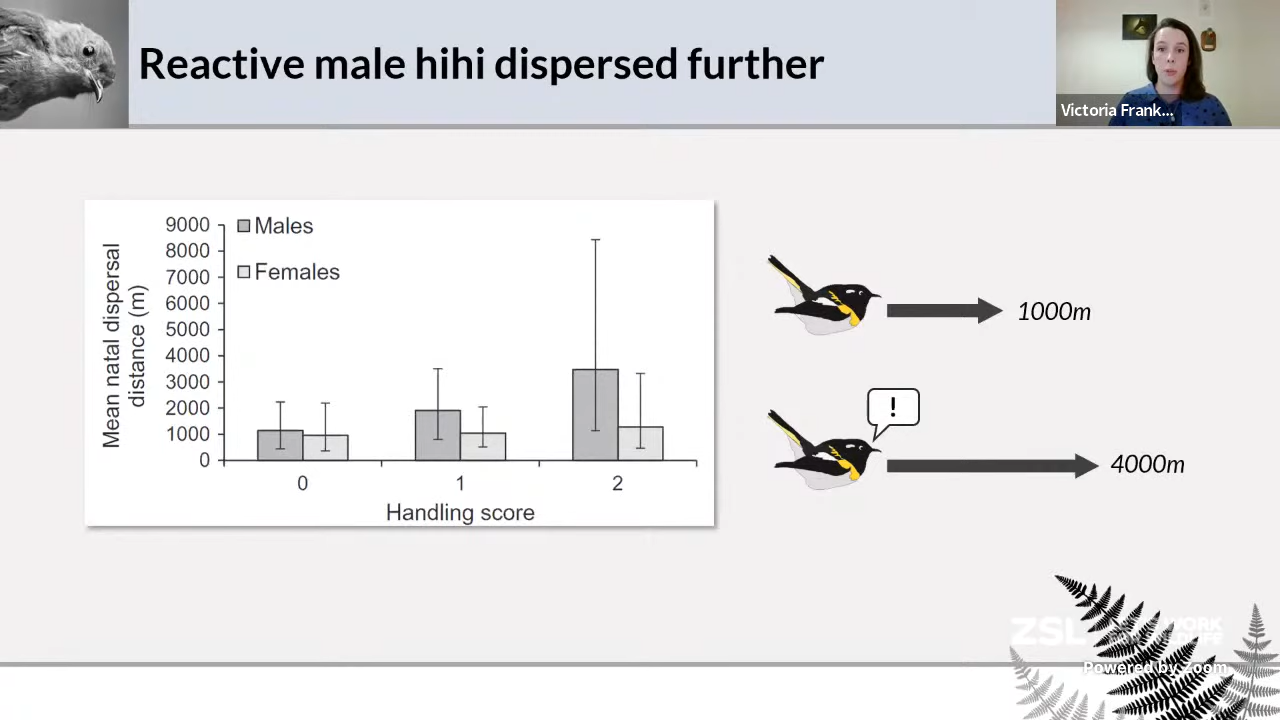 Reactive male hihi dispersed further
Victoria Frank...
Mean natal dispersal
distance (m)
9000
8000
7000
6000
5000
4000
3000
2000
1000
0
Males
Females
0 1 2
Handling score
1000m
!
4000m
ZSL
Powered by Zoom